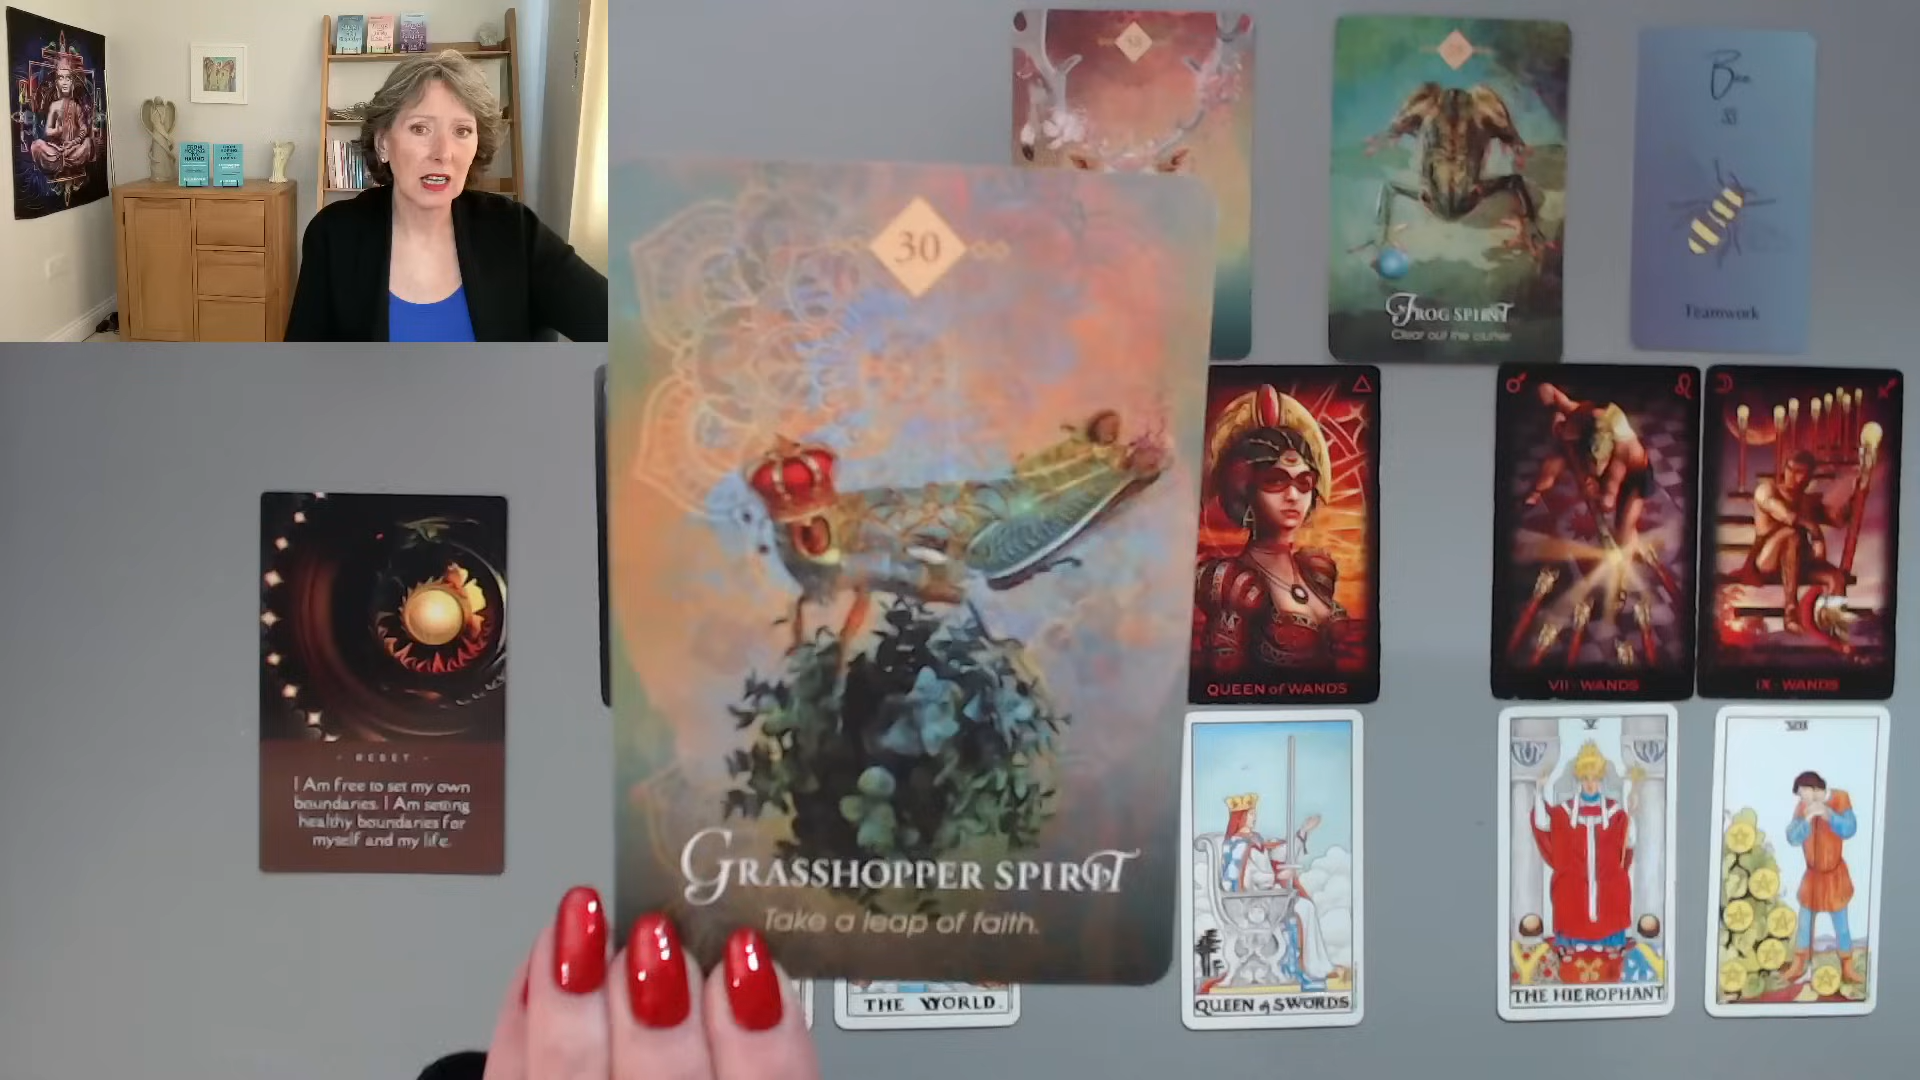 30
GRASSHOPPER SPIRIT
Take a leap of faith.
FROG SPIRIT
Clear out the clutter
Bee
Teamwork
- RESET -
I Am free to set my own
boundaries. I Am setting
healthy boundaries for
myself and my life.
QUEEN of WANDS
VII - WANDS
IX - WANDS
THE WORLD.
QUEEN of SWORDS
V
THE HIEROPHANT
VII